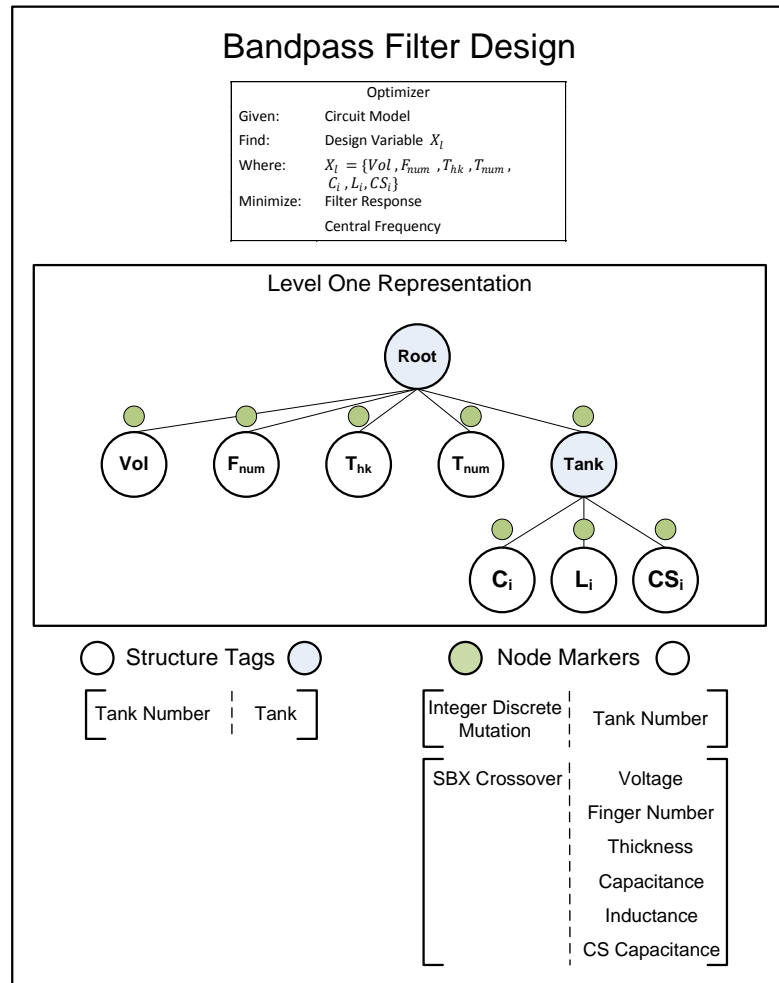 Bandpass Filter Design
Optimizer
Given: Circuit Model
Find: Design Variable X_l
Where: X_l = {Vol , F_num , T_hk , T_num ,
C_i , L_i , CS_i}
Minimize: Filter Response
Central Frequency
Level One Representation
Root
Vol F_num T_hk T_num Tank
C_i L_i CS_i
Structure Tags Node Markers
Tank Number Tank
Integer Discrete
Mutation
Tank Number
SBX Crossover Voltage
Finger Number
Thickness
Capacitance
Inductance
CS Capacitance